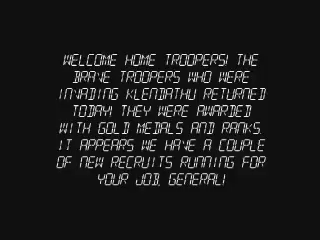 WELCOME HOME TROOPERS! THE
BRAVE TROOPERS WHO WERE
INVADING KLENDATHU RETURNED
TODAY! THEY WERE AWARDED
WITH GOLD MEDALS AND RANKS.
IT APPEARS WE HAVE A COUPLE
OF NEW RECRUITS RUNNING FOR
YOUR JOB, GENERAL!